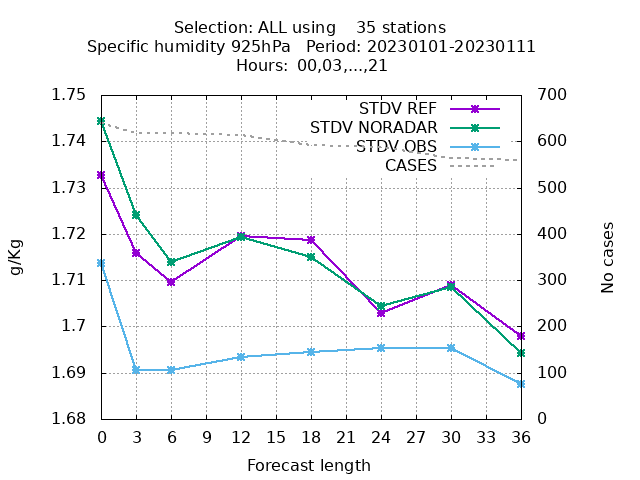 Selection: ALL using    35 stations
Specific humidity 925hPa   Period: 20230101-20230111
Hours: 00,03,...,21
STDV REF
STDV NORADAR
STDV OBS
CASES
1.75
1.74
1.73
1.72
1.71
1.7
1.69
1.68
g/Kg
700
600
500
400
300
200
100
0
No cases
0 3 6 9 12 15 18 21 24 27 30 33 36
Forecast length